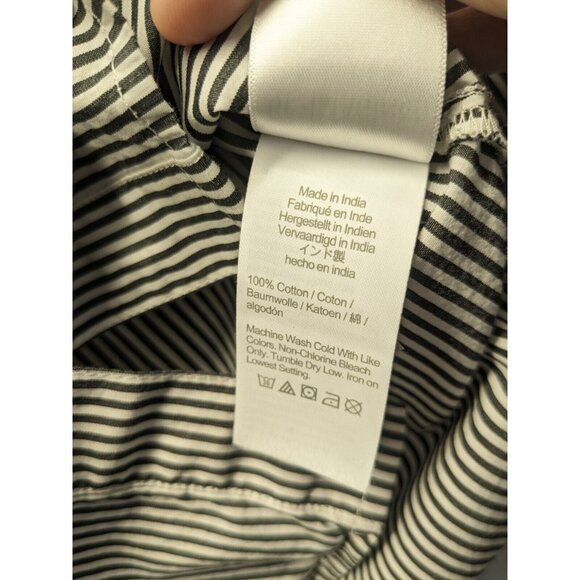 Made in India
Fabriqué en Inde
Hergestellt in Indien
Vervaardigd in India
インド製
hecho en india
100% Cotton / Coton /
Baumwolle / Katoen / 綿 /
algodón
Machine Wash Cold With Like
Colors. Non-Chlorine Bleach
Only. Tumble Dry Low. Iron on
Lowest Setting.